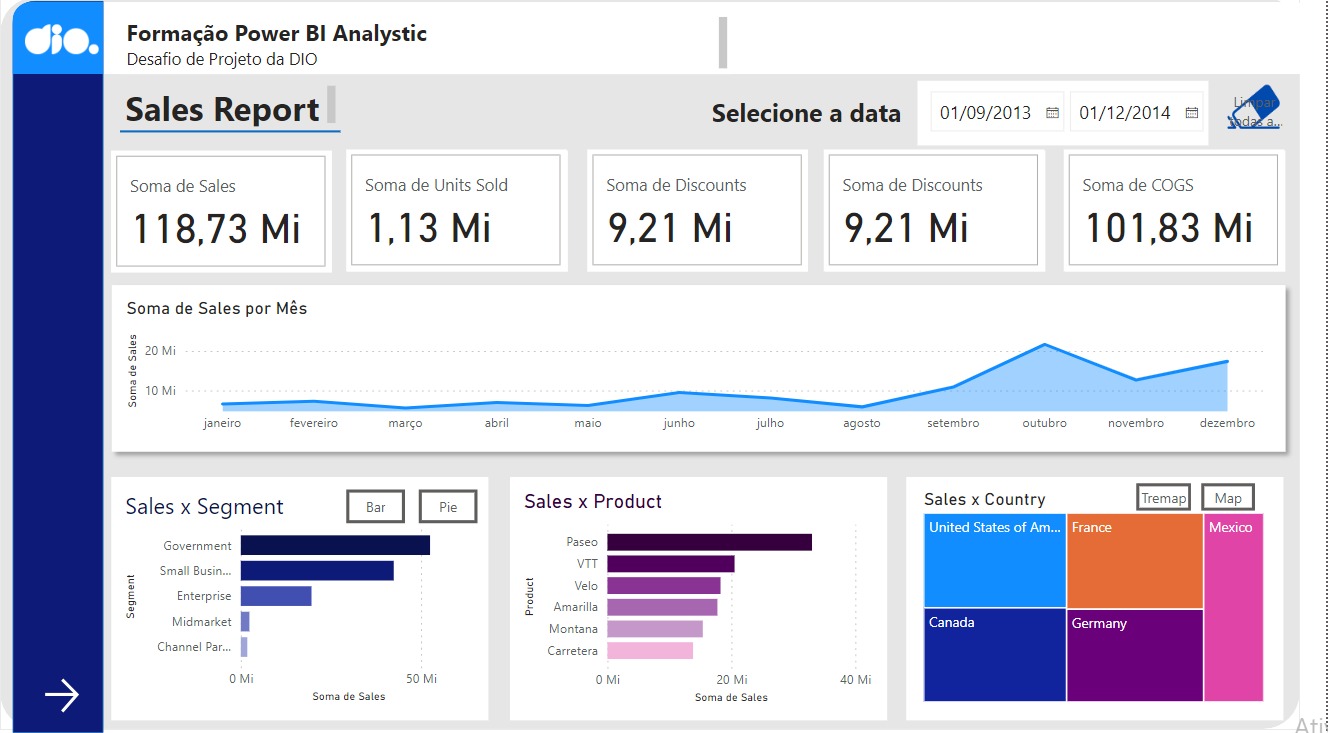 dio.
Formação Power BI Analystic
Desafio de Projeto da DIO
Sales Report
Selecione a data
01/09/2013
01/12/2014
Limpar
todas a...
Soma de Sales
118,73 Mi
Soma de Units Sold
1,13 Mi
Soma de Discounts
9,21 Mi
Soma de Discounts
9,21 Mi
Soma de COGS
101,83 Mi
Soma de Sales por Mês
Soma de Sales
20 Mi
10 Mi
janeiro
fevereiro
março
abril
maio
junho
julho
agosto
setembro
outubro
novembro
dezembro
Sales x Segment
Bar
Pie
Segment
Government
Small Busin...
Enterprise
Midmarket
Channel Par...
0 Mi
50 Mi
Soma de Sales
Sales x Product
Product
Paseo
VTT
Velo
Amarilla
Montana
Carretera
0 Mi
20 Mi
40 Mi
Soma de Sales
Sales x Country
Tremap
Map
United States of Am...
France
Mexico
Canada
Germany